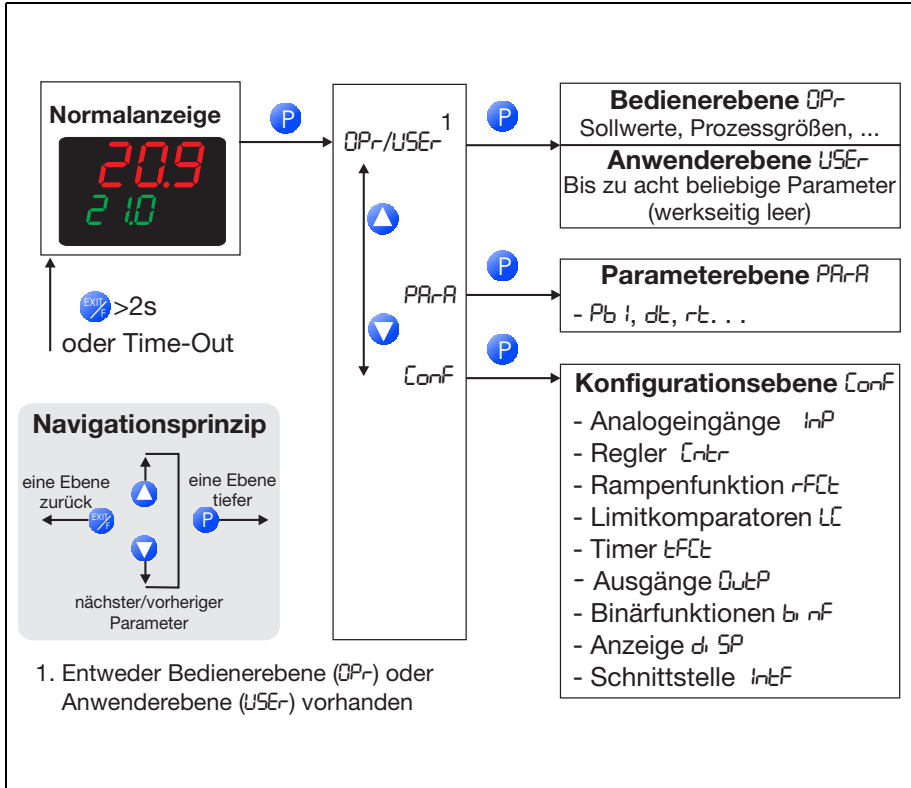 Normalanzeige
20.9
21.0
P
EXIT/F >2s
oder Time-Out
OPr/USEr 1
PArA
ConF
P
Bedienerebene OPr
Sollwerte, Prozessgrößen, ...
Anwenderebene USEr
Bis zu acht beliebige Parameter
(werkseitig leer)
P
Parameterebene PArA
- Pb1, dt, rt. . .
P
Konfigurationsebene ConF
- Analogeingänge InP
- Regler Cntr
- Rampenfunktion rFCt
- Limitkomparatoren LC
- Timer tFCt
- Ausgänge OutP
- Binärfunktionen binF
- Anzeige diSP
- Schnittstelle IntF
Navigationsprinzip
eine Ebene
zurück
EXIT/F
eine Ebene
tiefer
P
nächster/vorheriger
Parameter
1. Entweder Bedienerebene (OPr) oder
Anwenderebene (USEr) vorhanden